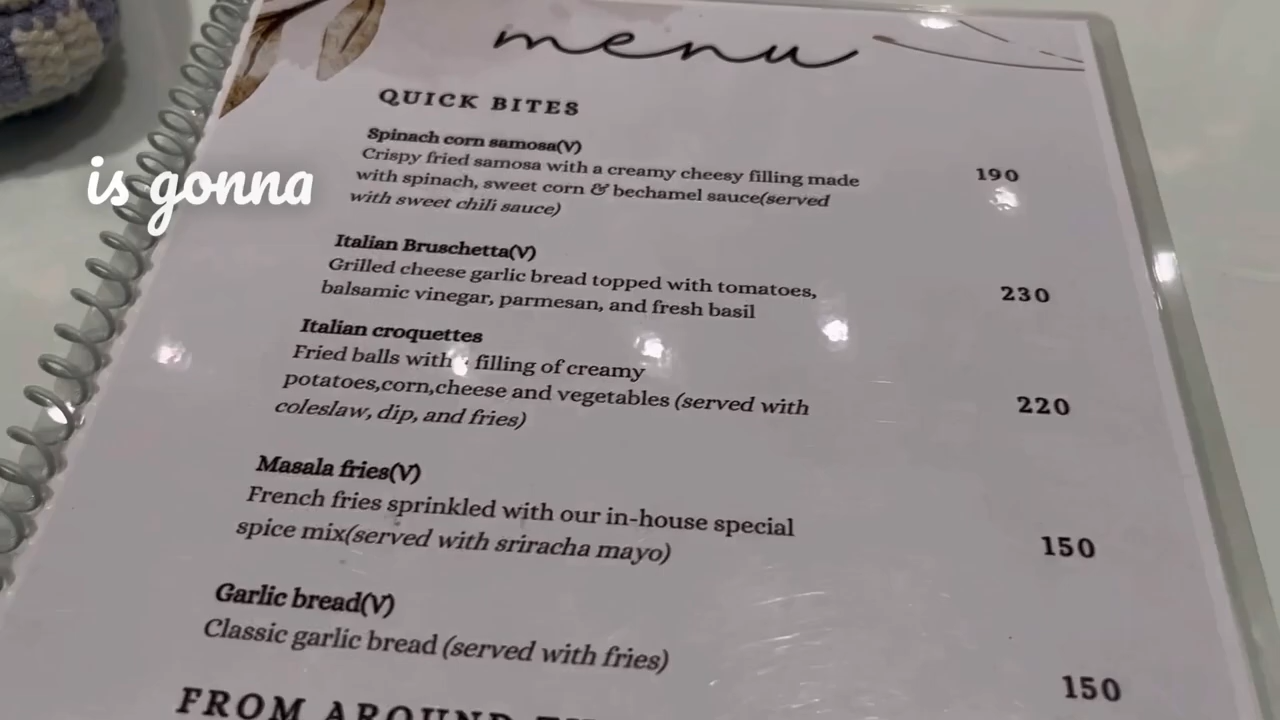 menu
QUICK BITES
Spinach corn samosa(V)
Crispy fried samosa with a creamy cheesy filling made
with spinach, sweet corn & bechamel sauce(served
with sweet chili sauce)
190
is gonna
Italian Bruschetta(V)
Grilled cheese garlic bread topped with tomatoes,
balsamic vinegar, parmesan, and fresh basil
230
Italian croquettes
Fried balls with filling of creamy
potatoes,corn,cheese and vegetables (served with
coleslaw, dip, and fries)
220
Masala fries(V)
French fries sprinkled with our in-house special
spice mix(served with sriracha mayo)
150
Garlic bread(V)
Classic garlic bread (served with fries)
150
FROM AROUND